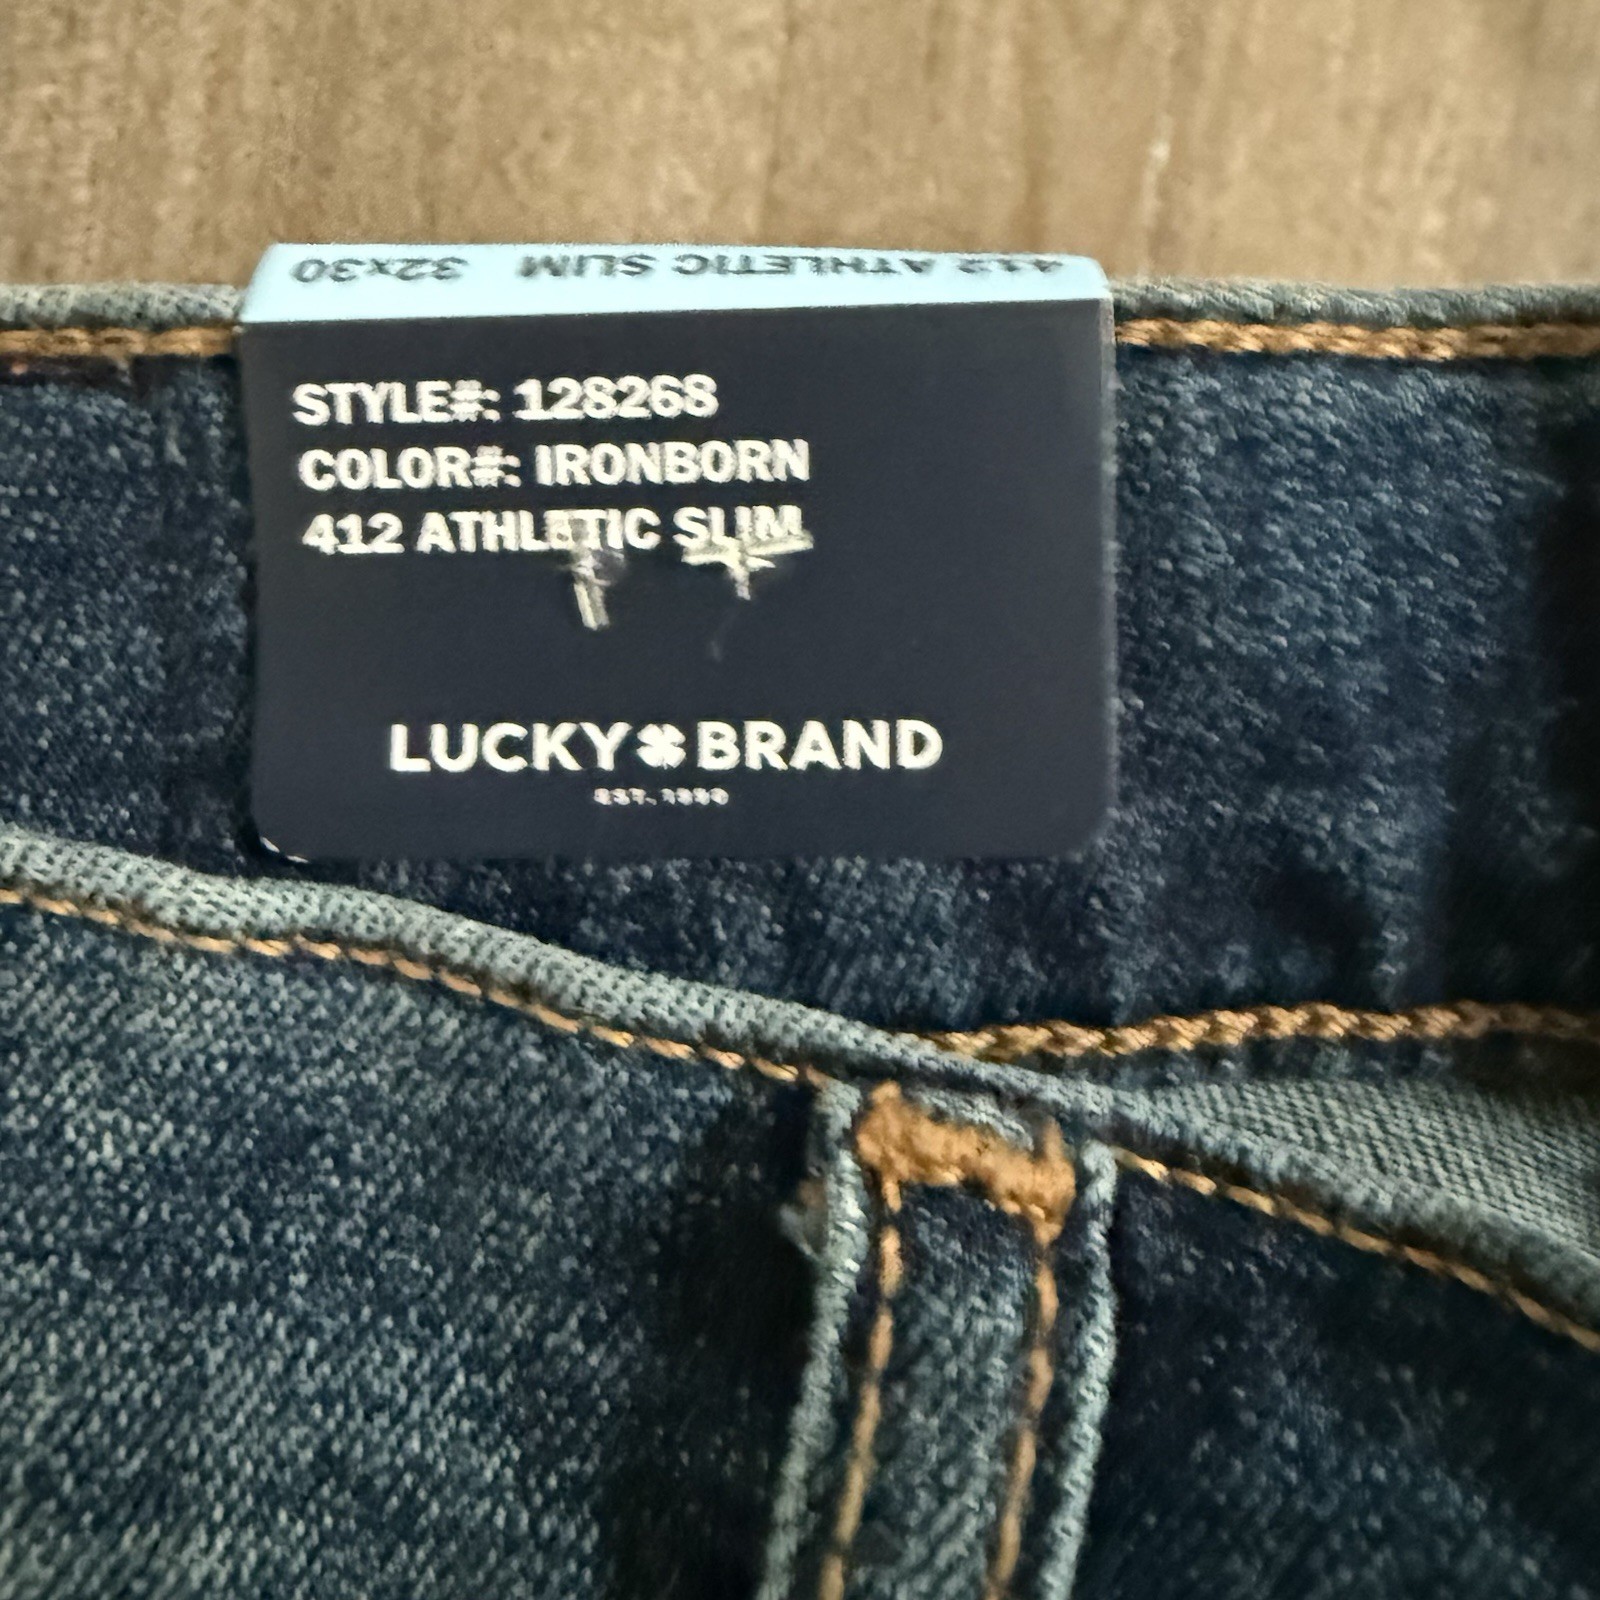 412 ATHLETIC SLIM 32x30
STYLE#: 128268
COLOR#: IRONBORN
412 ATHLETIC SLIM
LUCKY BRAND
EST. 1990